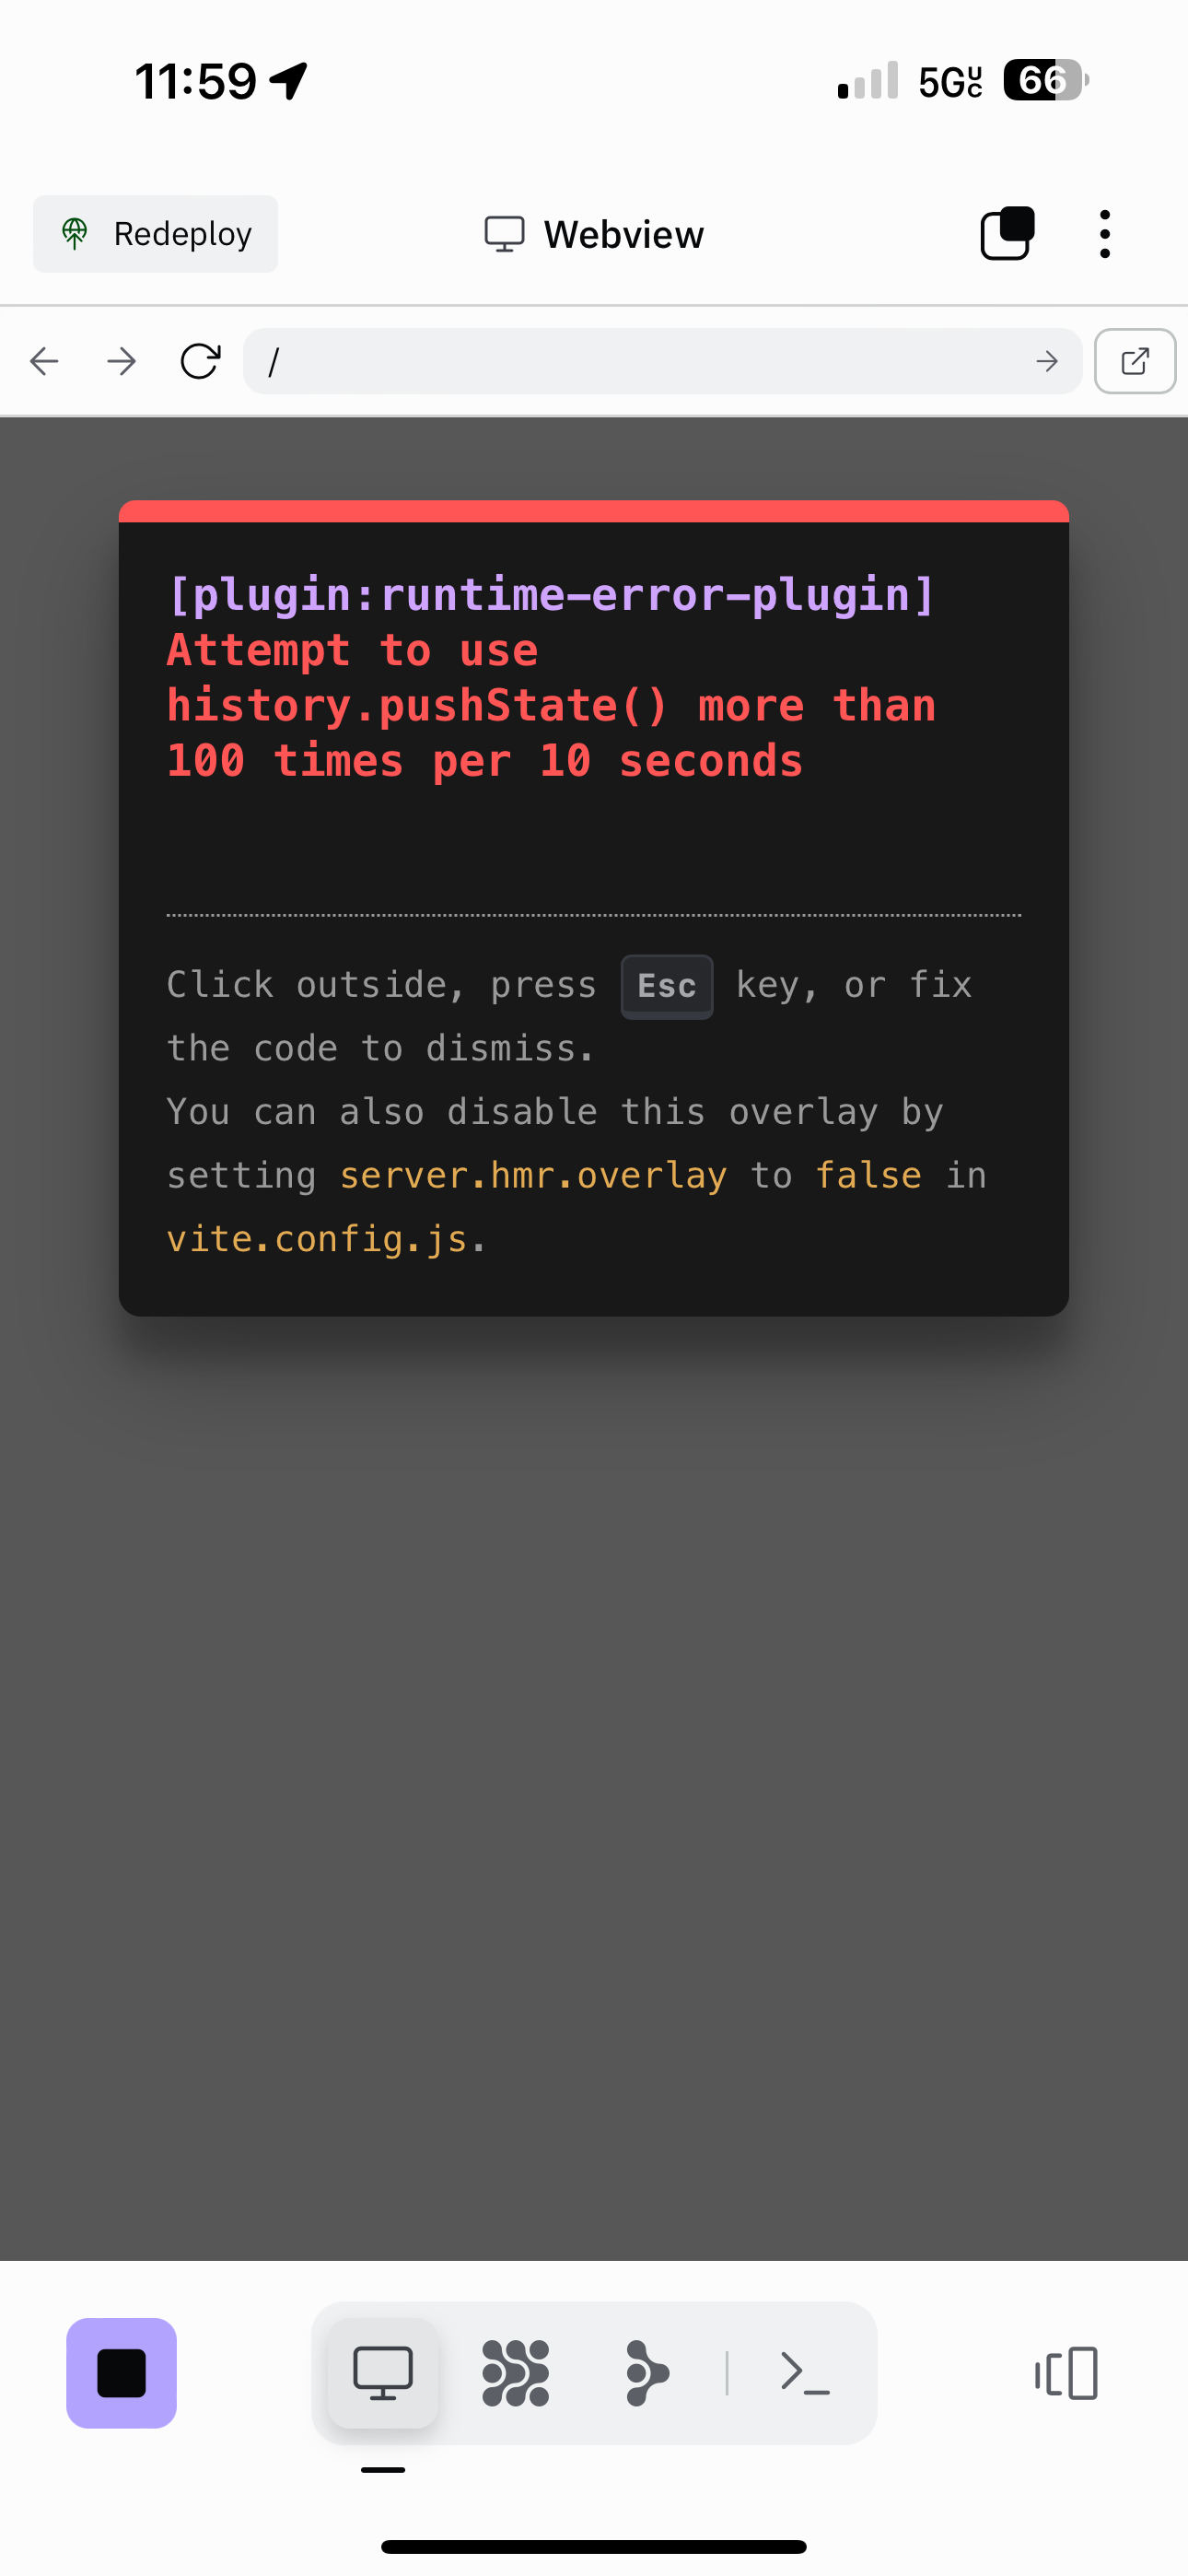 11:59
5GUC 66
Redeploy Webview
/
[plugin:runtime-error-plugin]
Attempt to use
history.pushState() more than
100 times per 10 seconds
Click outside, press Esc key, or fix
the code to dismiss.
You can also disable this overlay by
setting server.hmr.overlay to false in
vite.config.js.